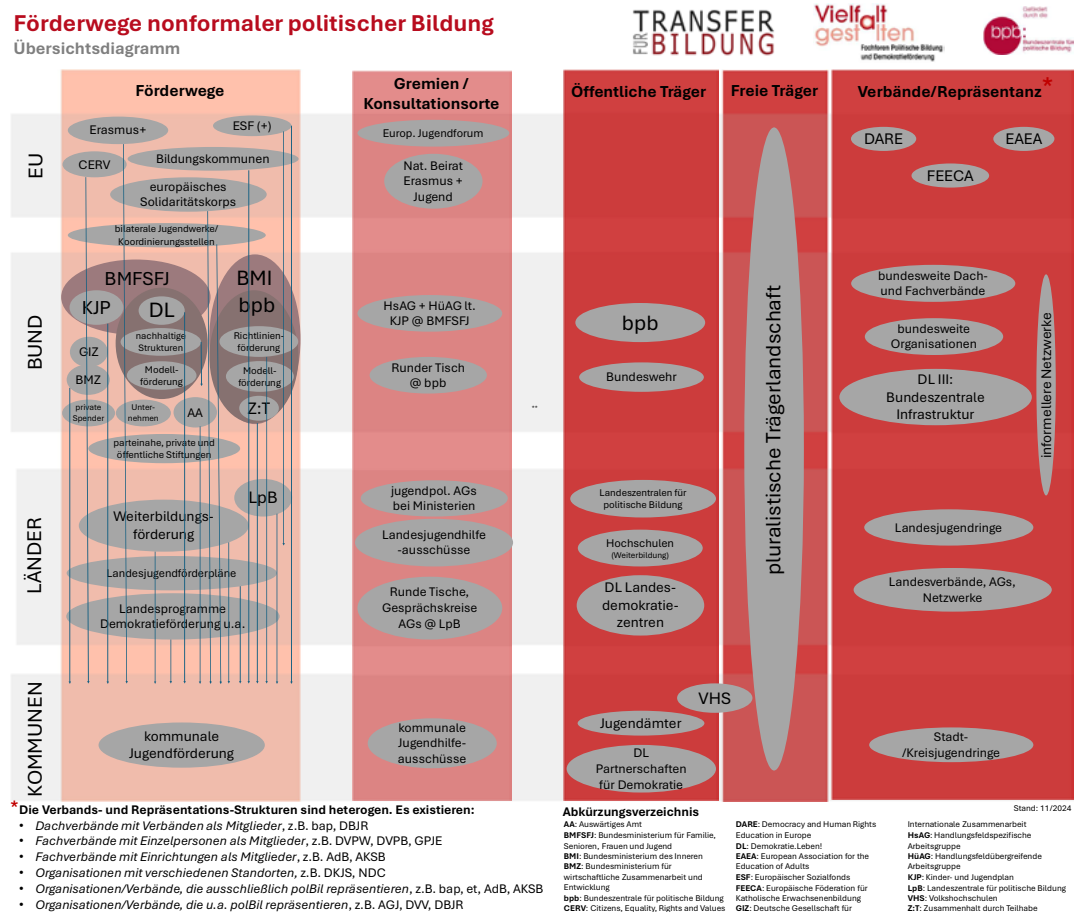 Förderwege nonformaler politischer Bildung
Übersichtsdiagramm
TRANSFER
FÜR
BILDUNG
Vielfalt
gestalten
Fachforen Politische Bildung
und Demokratieförderung
Gefördert
durch die
bpb:
Bundeszentrale für
politische Bildung
Förderwege
Gremien /
Konsultationsorte
Öffentliche Träger
Freie Träger
Verbände/Repräsentanz*
EU
Erasmus+
ESF (+)
CERV
Bildungskommunen
europäisches
Solidaritätskorps
bilaterale Jugendwerke/
Koordinierungsstellen
Europ. Jugendforum
Nat. Beirat
Erasmus +
Jugend
DARE
EAEA
FEECA
BUND
BMFSFJ
KJP
DL
nachhaltige
Strukturen
Modell-
förderung
BMI
bpb
Richtlinien-
förderung
Modell-
förderung
Z:T
GIZ
BMZ
private
Spender
Unter-
nehmen
AA
parteinahe, private und
öffentliche Stiftungen
HsAG + HüAG lt.
KJP @ BMFSFJ
Runder Tisch
@ bpb
..
bpb
Bundeswehr
pluralistische Trägerlandschaft
bundesweite Dach-
und Fachverbände
bundesweite
Organisationen
DL III:
Bundeszentrale
Infrastruktur
informellere Netzwerke
LÄNDER
LpB
Weiterbildungs-
förderung
Landesjugendförderpläne
Landesprogramme
Demokratieförderung u.a.
jugendpol. AGs
bei Ministerien
Landesjugendhilfe
-ausschüsse
Runde Tische,
Gesprächskreise
AGs @ LpB
Landeszentralen für
politische Bildung
Hochschulen
(Weiterbildung)
DL Landes-
demokratie-
zentren
Landesjugendringe
Landesverbände, AGs,
Netzwerke
KOMMUNEN
kommunale
Jugendförderung
kommunale
Jugendhilfe-
ausschüsse
VHS
Jugendämter
DL
Partnerschaften
für Demokratie
Stadt-
/Kreisjugendringe
*Die Verbands- und Repräsentations-Strukturen sind heterogen. Es existieren:
• Dachverbände mit Verbänden als Mitglieder, z.B. bap, DBJR
• Fachverbände mit Einzelpersonen als Mitglieder, z.B. DVPW, DVPB, GPJE
• Fachverbände mit Einrichtungen als Mitglieder, z.B. AdB, AKSB
• Organisationen mit verschiedenen Standorten, z.B. DKJS, NDC
• Organisationen/Verbände, die ausschließlich polBil repräsentieren, z.B. bap, et, AdB, AKSB
• Organisationen/Verbände, die u.a. polBil repräsentieren, z.B. AGJ, DVV, DBJR
Stand: 11/2024
Abkürzungsverzeichnis
AA: Auswärtiges Amt
BMFSFJ: Bundesministerium für Familie,
Senioren, Frauen und Jugend
BMI: Bundesministerium des Inneren
BMZ: Bundesministerium für
wirtschaftliche Zusammenarbeit und
Entwicklung
bpb: Bundeszentrale für politische Bildung
CERV: Citizens, Equality, Rights and Values
DARE: Democracy and Human Rights
Education in Europe
DL: Demokratie.Leben!
EAEA: European Association for the
Education of Adults
ESF: Europäischer Sozialfonds
FEECA: Europäische Föderation für
Katholische Erwachsenenbildung
GIZ: Deutsche Gesellschaft für
Internationale Zusammenarbeit
HsAG: Handlungsfeldspezifische
Arbeitsgruppe
HüAG: Handlungsfeldübergreifende
Arbeitsgruppe
KJP: Kinder- und Jugendplan
LpB: Landeszentrale für politische Bildung
VHS: Volkshochschulen
Z:T: Zusammenhalt durch Teilhabe